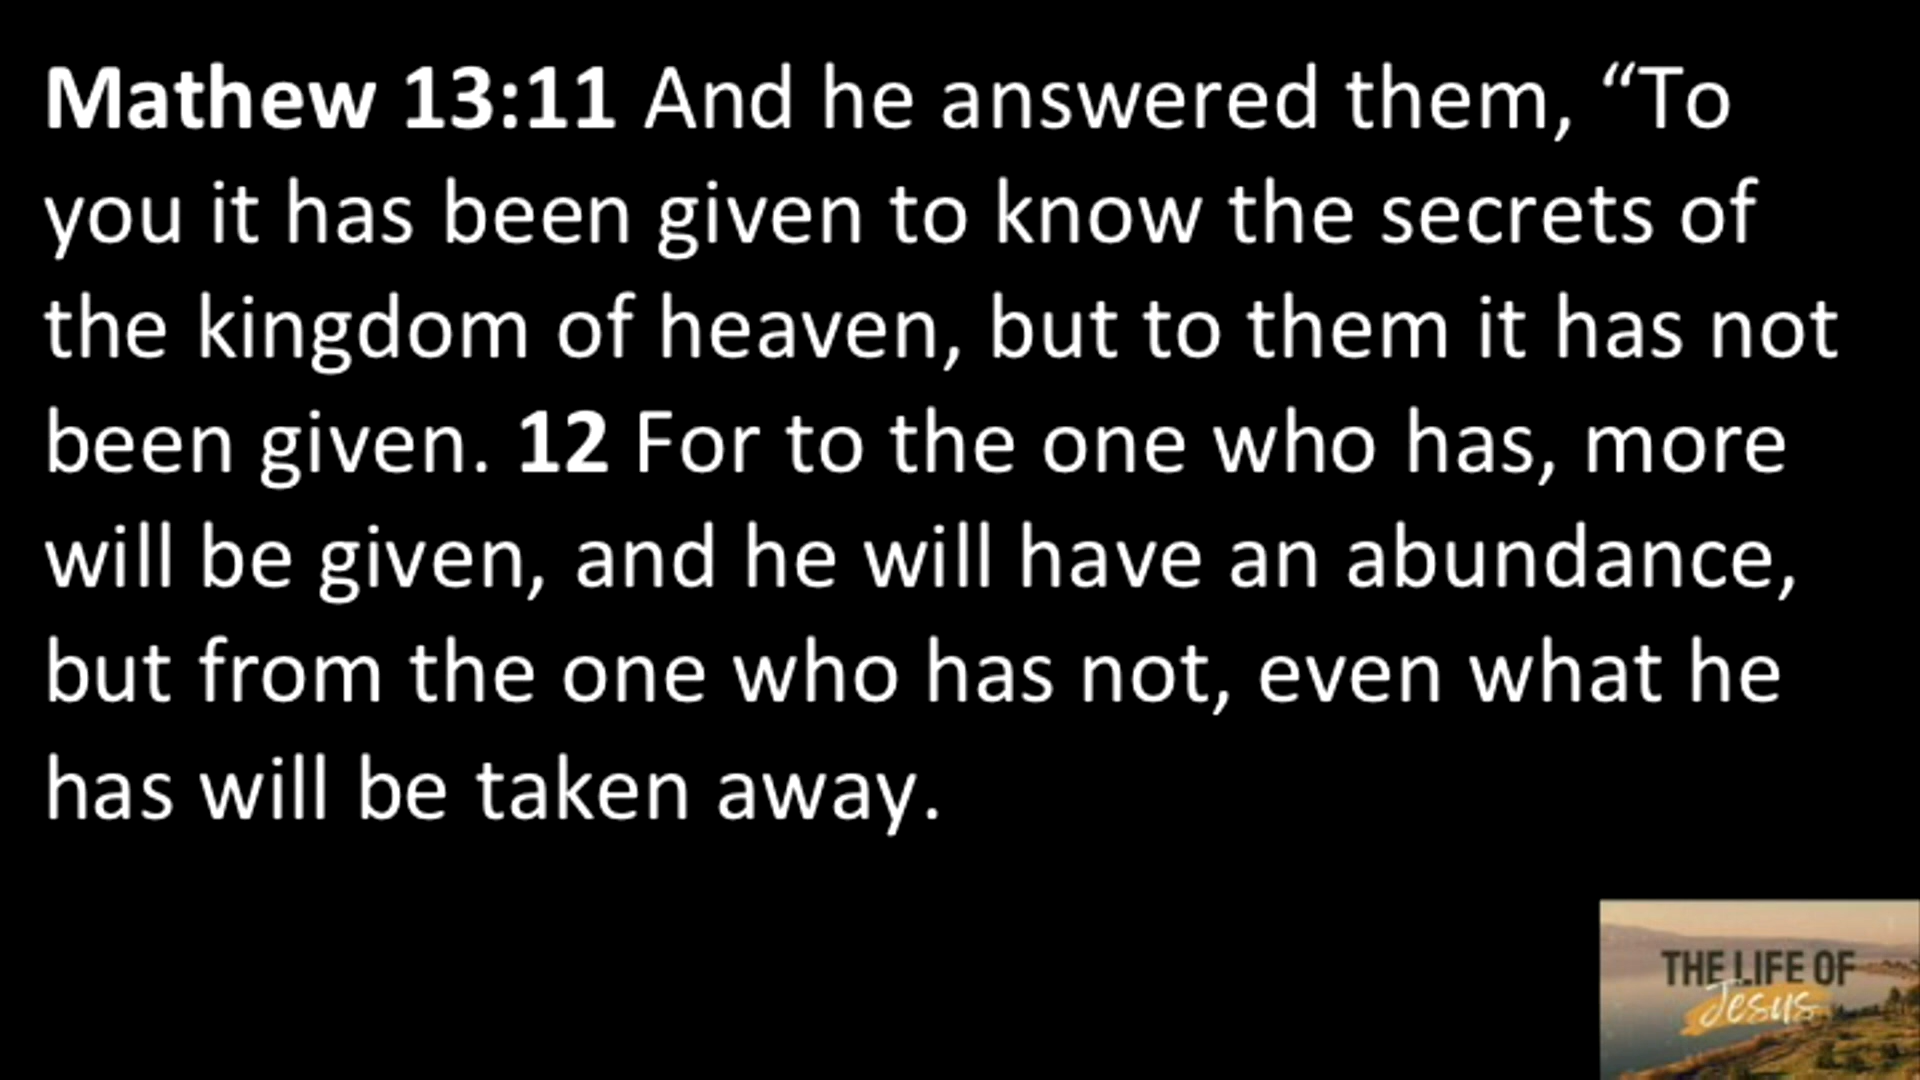 Mathew 13:11 And he answered them, “To
you it has been given to know the secrets of
the kingdom of heaven, but to them it has not
been given. 12 For to the one who has, more
will be given, and he will have an abundance,
but from the one who has not, even what he
has will be taken away.
THE LIFE OF
Jesus